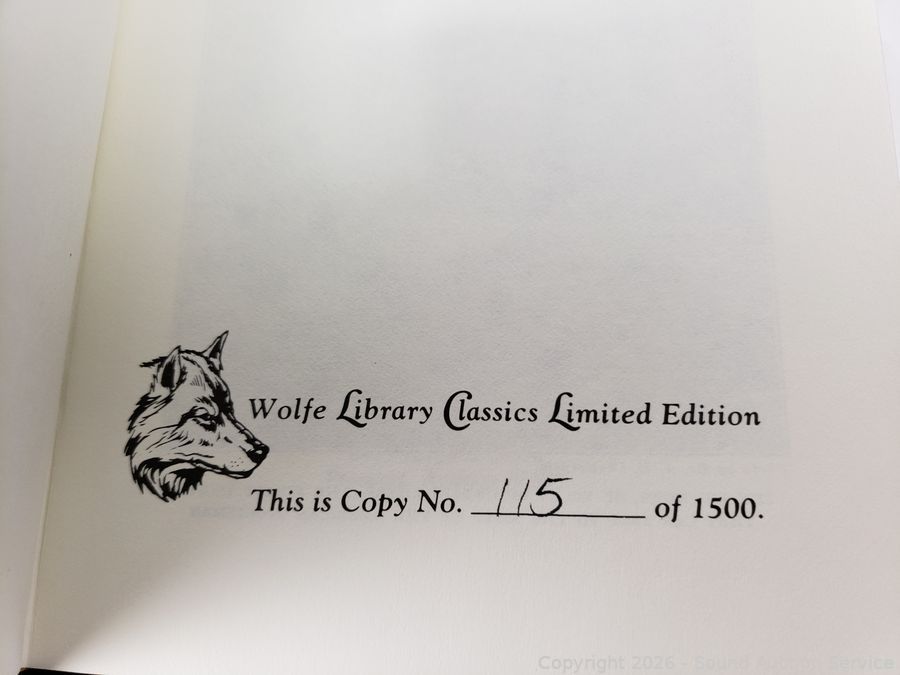 Wolfe Library Classics Limited Edition
This is Copy No. 115 of 1500.
Copyright 2026 - Sound Auction Service